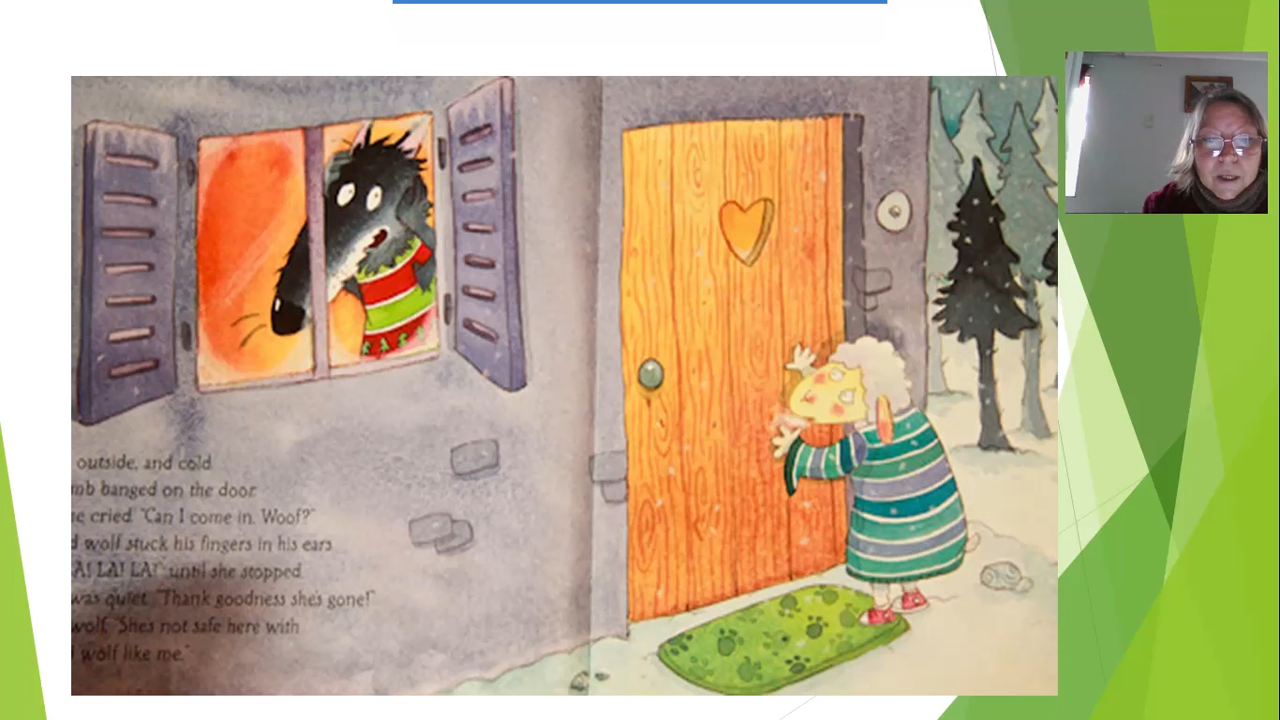 outside, and cold
mb banged on the door.
e cried. "Can I come in. Woof?"
d wolf stuck his fingers in his ears
A! LA! LA!" until she stopped
was quiet. "Thank goodness she's gone!"
wolf. "She's not safe here with
wolf like me."